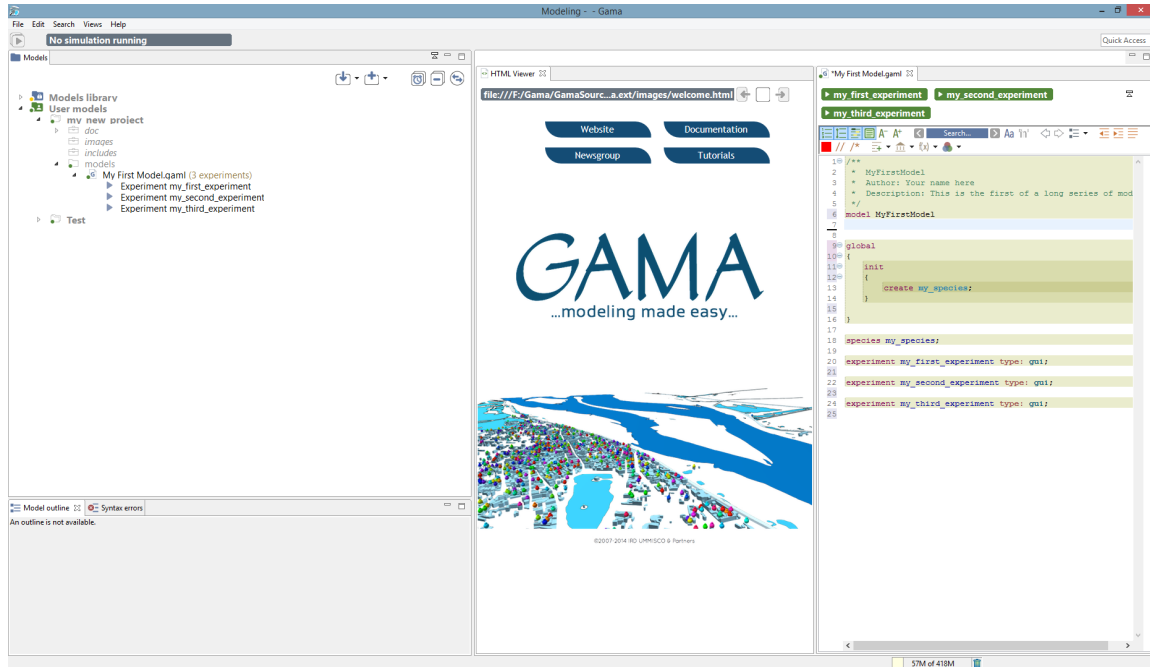 Modeling - - Gama
File Edit Search Views Help
No simulation running
Quick Access
Models
Models library
User models
my new project
doc
images
includes
models
My First Model.gaml (3 experiments)
Experiment my_first_experiment
Experiment my_second_experiment
Experiment my_third_experiment
Test
Model outline
Syntax errors
An outline is not available.
HTML Viewer
file:///F:/Gama/GamaSourc...a.ext/images/welcome.html
Website Documentation
Newsgroup Tutorials
GAMA
...modeling made easy...
©2007-2014 IRD UMMISCO & Partners
*My First Model.gaml
my_first_experiment my_second_experiment
my_third_experiment
A- A+ Search... Aa
// /* f(x)
1 /**
2 * MyFirstModel
3 * Author: Your name here
4 * Description: This is the first of a long series of mod
5 */
6 model MyFirstModel
7
8
9 global
10 {
11 init
12 {
13 create my_species;
14 }
15
16 }
17
18 species my_species;
19
20 experiment my_first_experiment type: gui;
21
22 experiment my_second_experiment type: gui;
23
24 experiment my_third_experiment type: gui;
25
57M of 418M